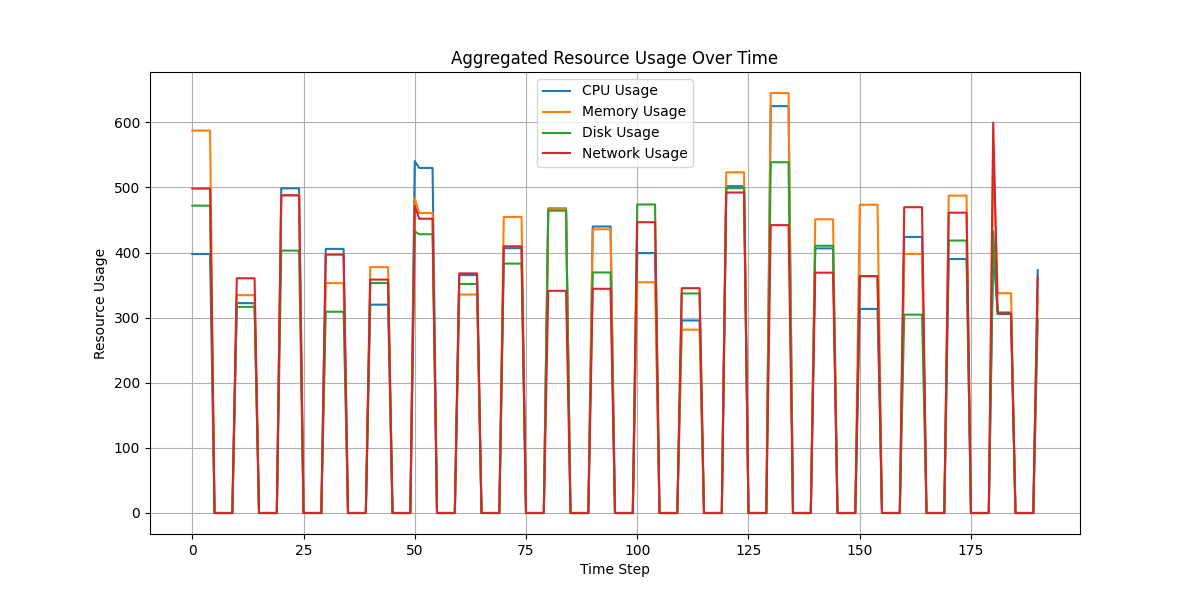 Aggregated Resource Usage Over Time
CPU Usage
Memory Usage
Disk Usage
Network Usage
Resource Usage
600
500
400
300
200
100
0
0 25 50 75 100 125 150 175
Time Step